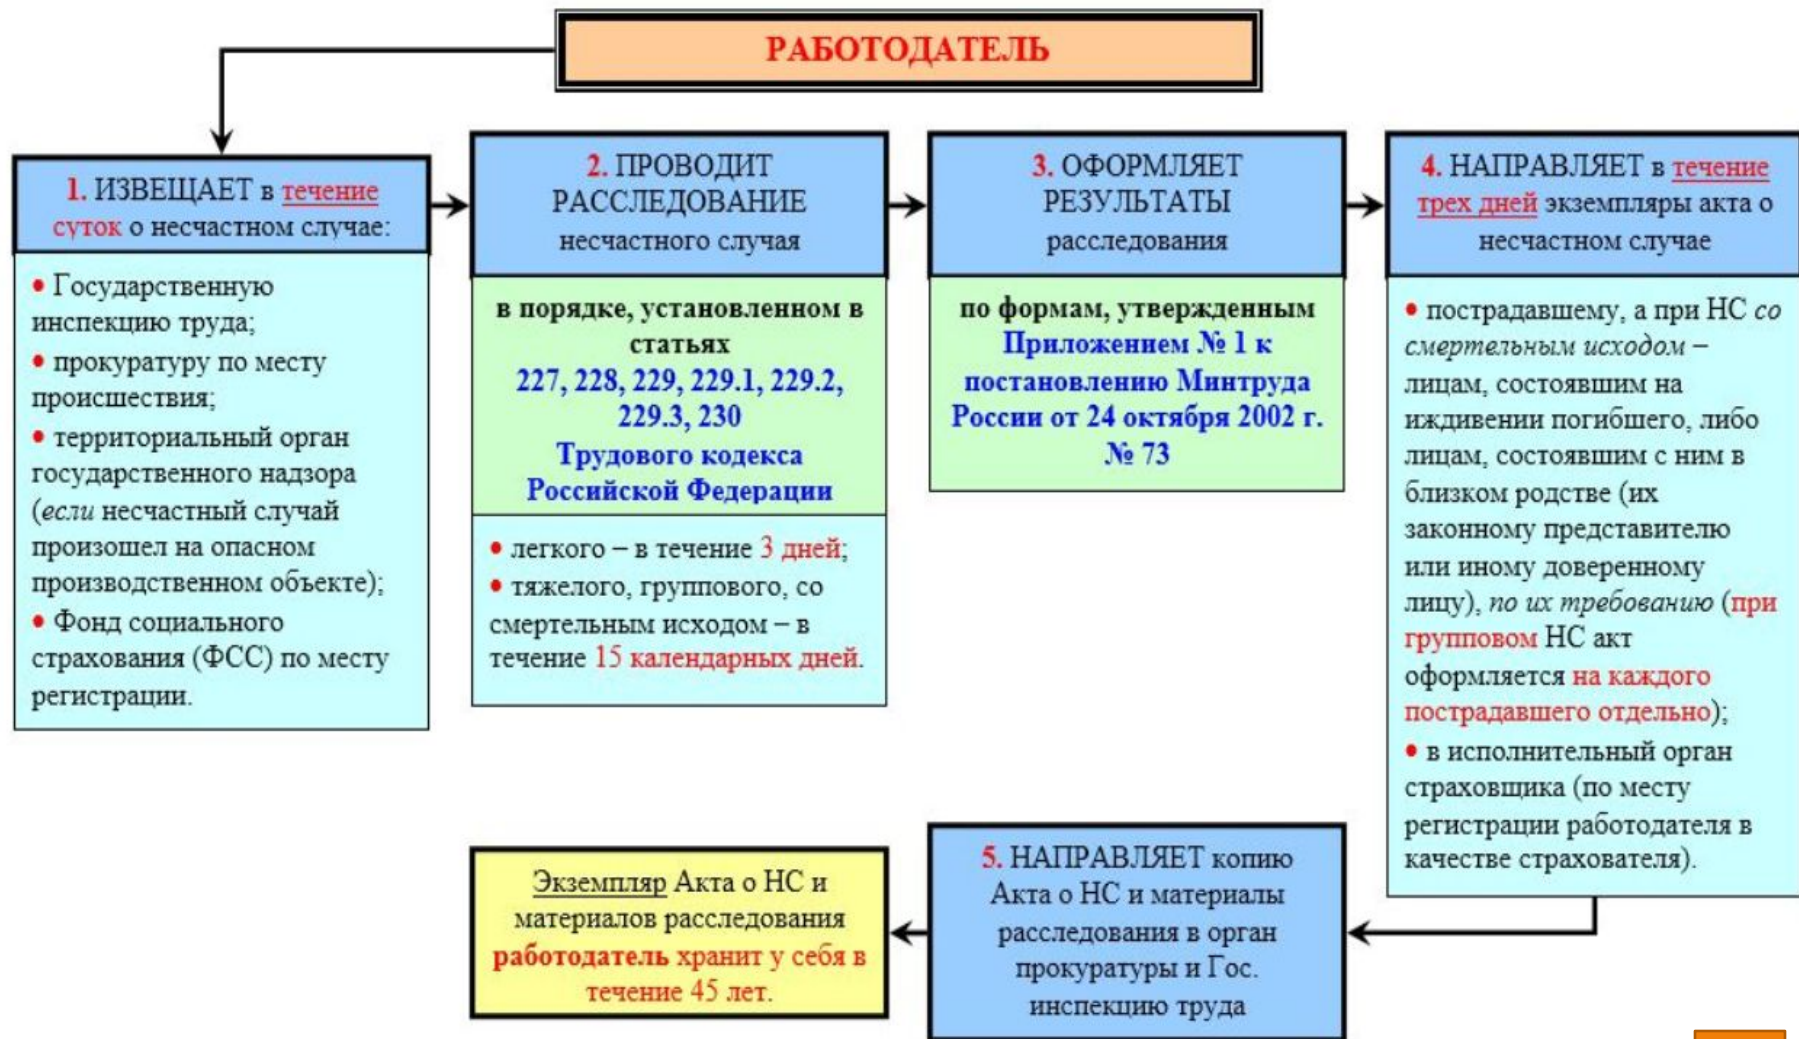 РАБОТОДАТЕЛЬ
1. ИЗВЕЩАЕТ в течение
суток о несчастном случае:
• Государственную
инспекцию труда;
• прокуратуру по месту
происшествия;
• территориальный орган
государственного надзора
(если несчастный случай
произошел на опасном
производственном объекте);
• Фонд социального
страхования (ФСС) по месту
регистрации.
2. ПРОВОДИТ
РАССЛЕДОВАНИЕ
несчастного случая
в порядке, установленном в
статьях
227, 228, 229, 229.1, 229.2,
229.3, 230
Трудового кодекса
Российской Федерации
• легкого – в течение 3 дней;
• тяжелого, группового, со
смертельным исходом – в
течение 15 календарных дней.
3. ОФОРМЛЯЕТ
РЕЗУЛЬТАТЫ
расследования
по формам, утвержденным
Приложением № 1 к
постановлению Минтруда
России от 24 октября 2002 г.
№ 73
4. НАПРАВЛЯЕТ в течение
трех дней экземпляры акта о
несчастном случае
• пострадавшему, а при НС со
смертельным исходом –
лицам, состоявшим на
иждивении погибшего, либо
лицам, состоявшим с ним в
близком родстве (их
законному представителю
или иному доверенному
лицу), по их требованию (при
групповом НС акт
оформляется на каждого
пострадавшего отдельно);
• в исполнительный орган
страховщика (по месту
регистрации работодателя в
качестве страхователя).
5. НАПРАВЛЯЕТ копию
Акта о НС и материалы
расследования в орган
прокуратуры и Гос.
инспекцию труда
Экземпляр Акта о НС и
материалов расследования
работодатель хранит у себя в
течение 45 лет.